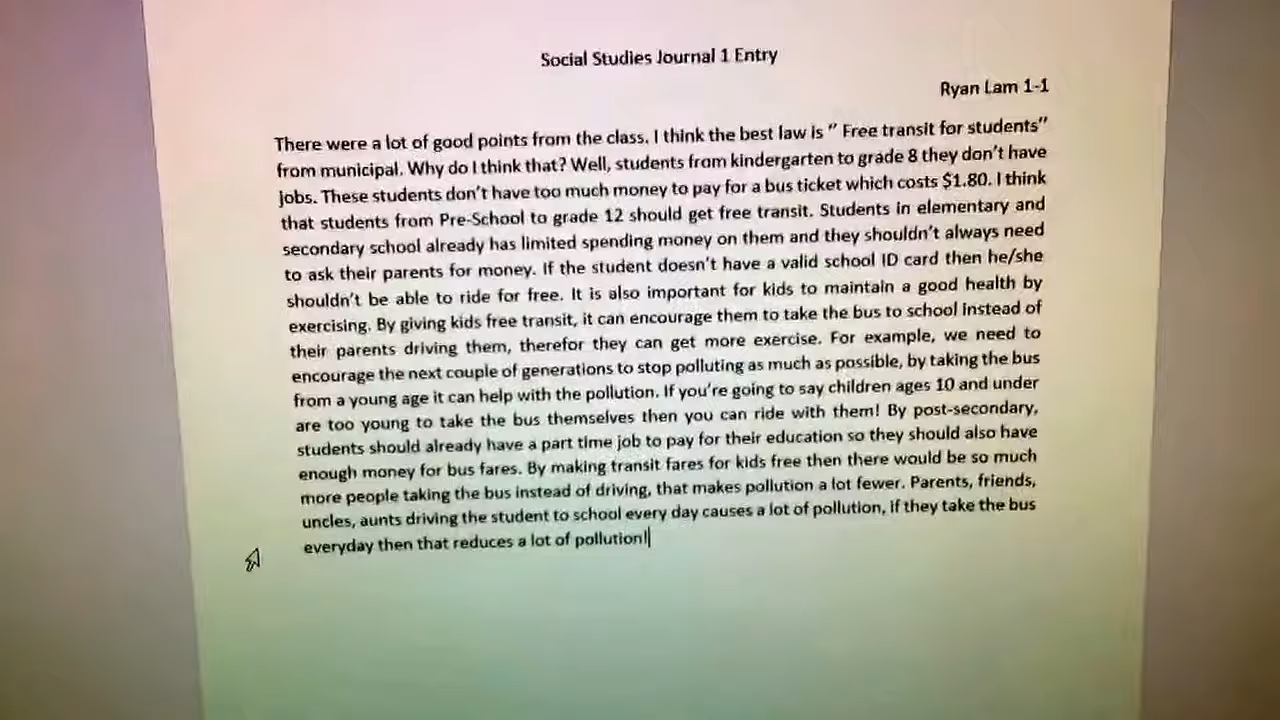 Social Studies Journal 1 Entry
Ryan Lam 1-1
There were a lot of good points from the class. I think the best law is " Free transit for students"
from municipal. Why do I think that? Well, students from kindergarten to grade 8 they don't have
jobs. These students don't have too much money to pay for a bus ticket which costs $1.80. I think
that students from Pre-School to grade 12 should get free transit. Students in elementary and
secondary school already has limited spending money on them and they shouldn't always need
to ask their parents for money. If the student doesn't have a valid school ID card then he/she
shouldn't be able to ride for free. It is also important for kids to maintain a good health by
exercising. By giving kids free transit, it can encourage them to take the bus to school instead of
their parents driving them, therefor they can get more exercise. For example, we need to
encourage the next couple of generations to stop polluting as much as possible, by taking the bus
from a young age it can help with the pollution. If you're going to say children ages 10 and under
are too young to take the bus themselves then you can ride with them! By post-secondary,
students should already have a part time job to pay for their education so they should also have
enough money for bus fares. By making transit fares for kids free then there would be so much
more people taking the bus instead of driving, that makes pollution a lot fewer. Parents, friends,
uncles, aunts driving the student to school every day causes a lot of pollution, if they take the bus
everyday then that reduces a lot of pollution!